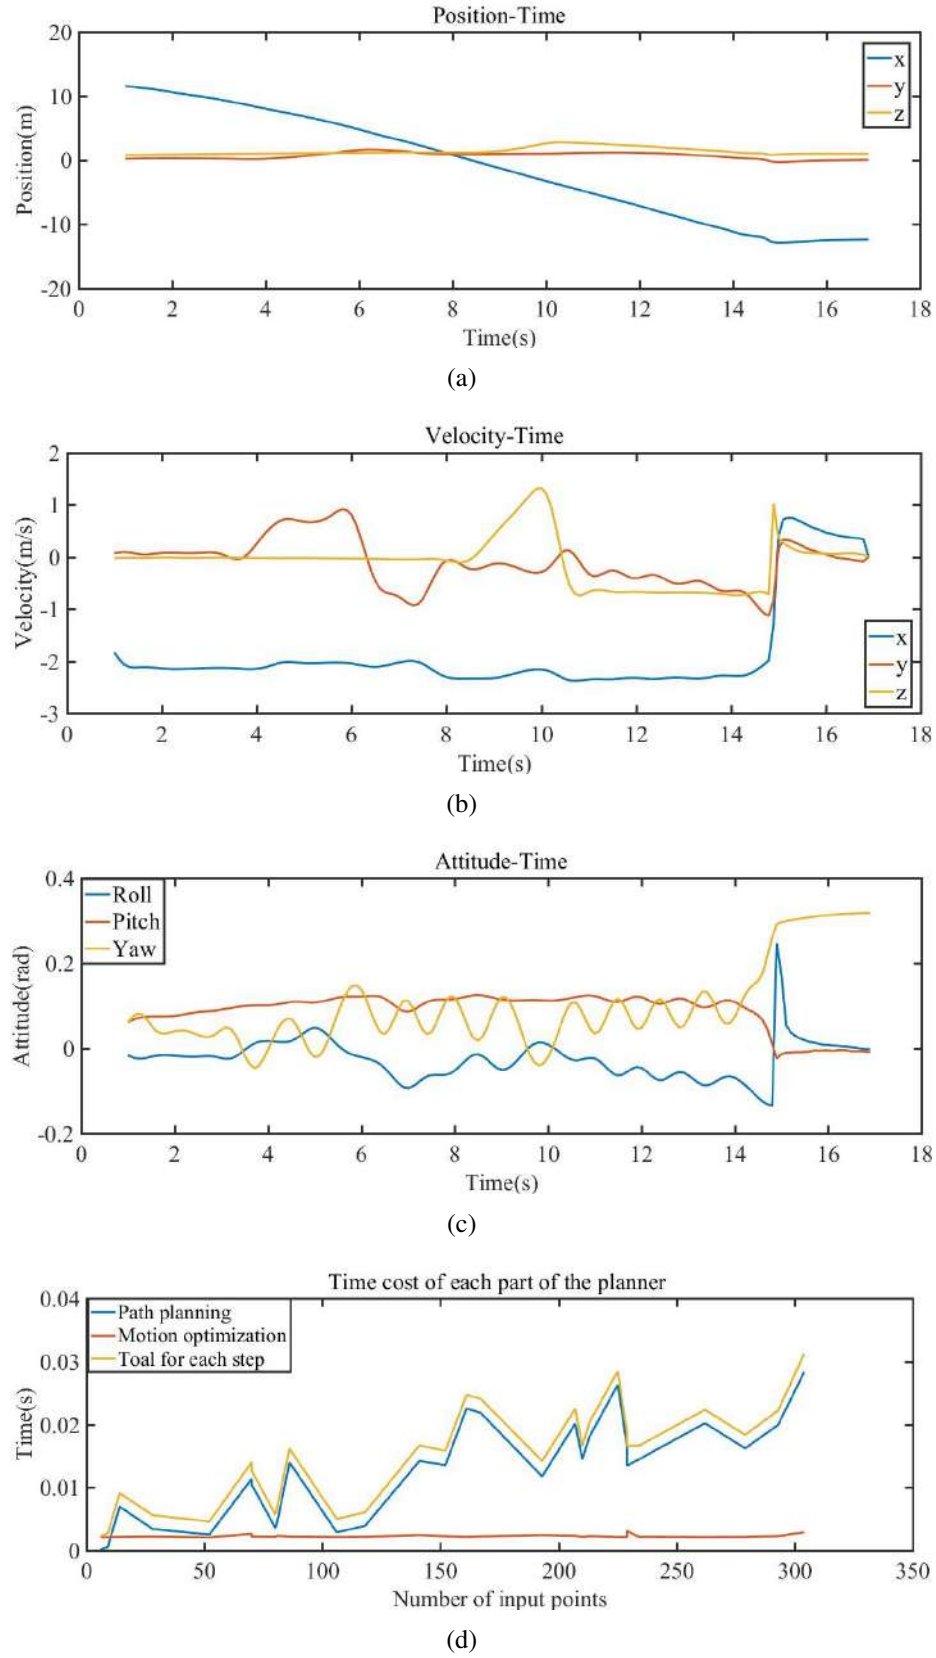 Position-Time
20
10
0
-10
-20
Position(m)
x
y
z
0 2 4 6 8 10 12 14 16 18
Time(s)
(a)
Velocity-Time
2
1
0
-1
-2
-3
Velocity(m/s)
x
y
z
0 2 4 6 8 10 12 14 16 18
Time(s)
(b)
Attitude-Time
0.4
0.2
0
-0.2
Attitude(rad)
Roll
Pitch
Yaw
0 2 4 6 8 10 12 14 16 18
Time(s)
(c)
Time cost of each part of the planner
0.04
0.03
0.02
0.01
0
Time(s)
Path planning
Motion optimization
Toal for each step
0 50 100 150 200 250 300 350
Number of input points
(d)